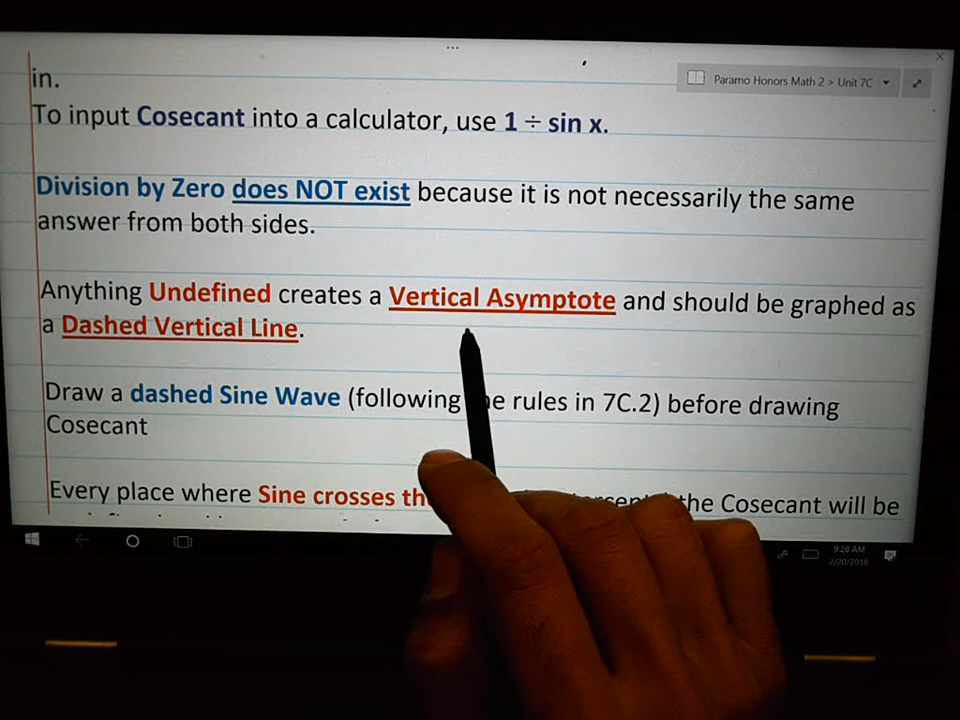 in.
Paramo Honors Math 2 > Unit 7C
To input Cosecant into a calculator, use 1 ÷ sin x.
Division by Zero does NOT exist because it is not necessarily the same
answer from both sides.
Anything Undefined creates a Vertical Asymptote and should be graphed as
a Dashed Vertical Line.
Draw a dashed Sine Wave (following rules in 7C.2) before drawing
Cosecant
Every place where Sine crosses the Cosecant will be
9:28 AM
2/20/2018